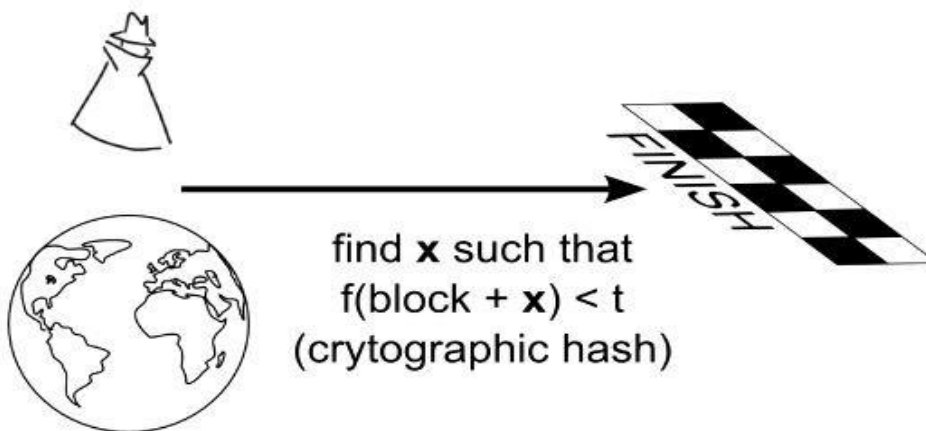 FINISH
find x such that
f(block + x) < t
(crytographic hash)